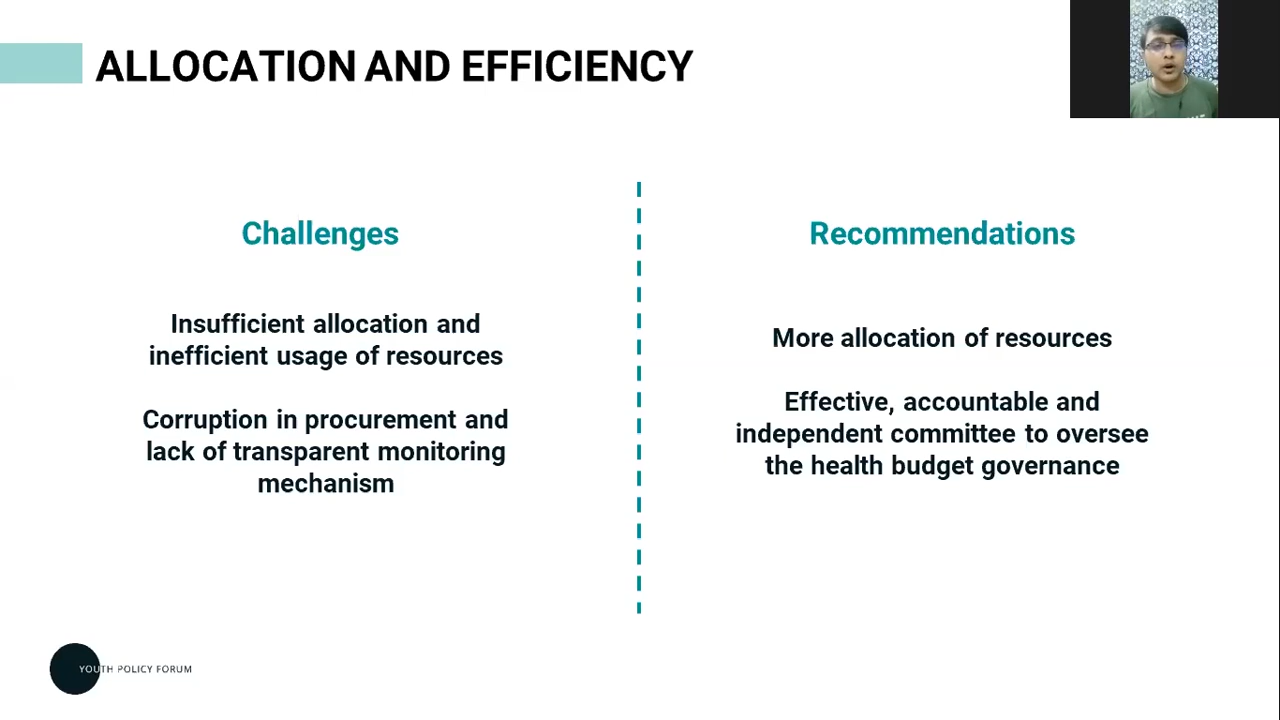 ALLOCATION AND EFFICIENCY
Challenges
Insufficient allocation and
inefficient usage of resources
Corruption in procurement and
lack of transparent monitoring
mechanism
Recommendations
More allocation of resources
Effective, accountable and
independent committee to oversee
the health budget governance
YOUTH POLICY FORUM